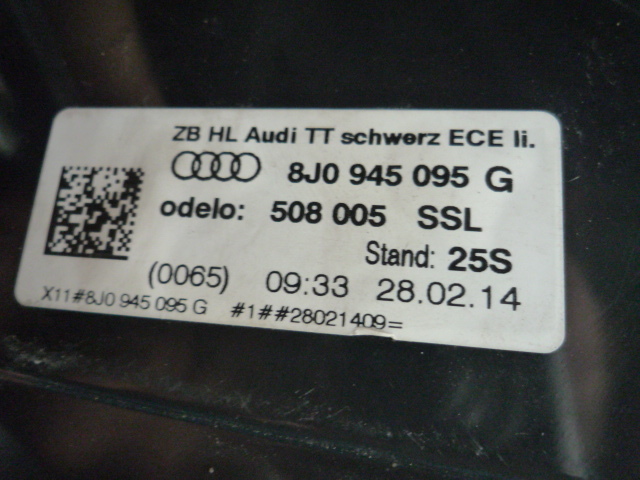 ZB HL Audi TT schwarz ECE li.
8J0 945 095 G
odelo: 508 005 SSL
Stand: 25S
(0065) 09:33 28.02.14
X11#8J0 945 095 G #1##28021409=